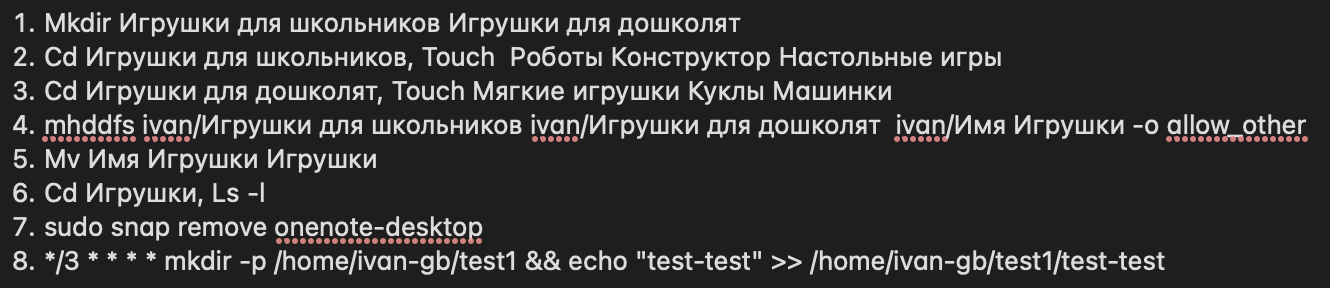 1. Mkdir Игрушки для школьников Игрушки для дошколят
2. Cd Игрушки для школьников, Touch  Роботы Конструктор Настольные игры
3. Cd Игрушки для дошколят, Touch Мягкие игрушки Куклы Машинки
4. mhddfs ivan/Игрушки для школьников ivan/Игрушки для дошколят  ivan/Имя Игрушки -o allow_other
5. Mv Имя Игрушки Игрушки
6. Cd Игрушки, Ls -l
7. sudo snap remove onenote-desktop
8. */3 * * * * mkdir -p /home/ivan-gb/test1 && echo "test-test" >> /home/ivan-gb/test1/test-test